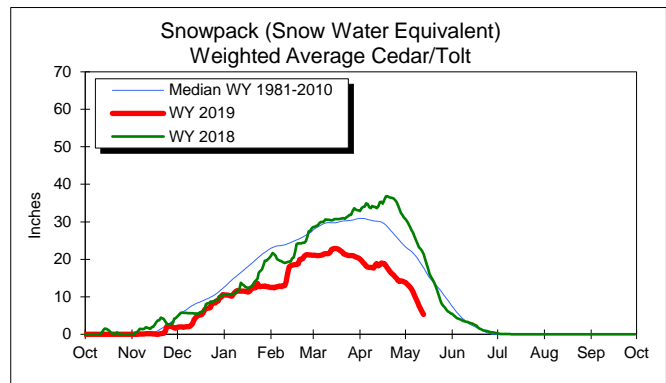 Snowpack (Snow Water Equivalent)
Weighted Average Cedar/Tolt
70
60
50
40
30
20
10
0
Inches
Median WY 1981-2010
WY 2019
WY 2018
Oct Nov Dec Jan Feb Mar Apr May Jun Jul Aug Sep Oct